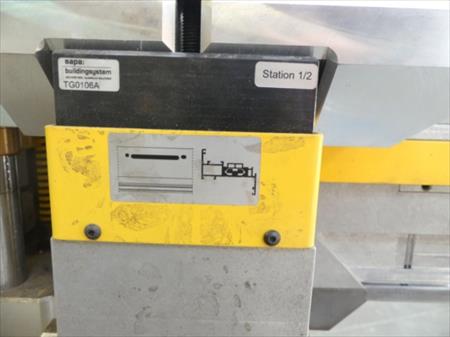 sapa:
buildingsystem
TG0106A
Station 1/2